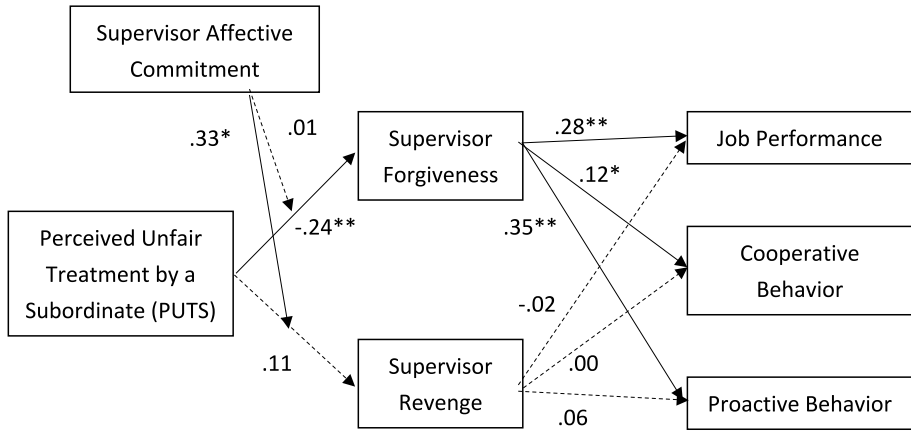 Supervisor Affective
Commitment
.33*
.01
Supervisor
Forgiveness
.28**
Job Performance
.12*
-.24**
.35**
Perceived Unfair
Treatment by a
Subordinate (PUTS)
Cooperative
Behavior
-.02
.11
Supervisor
Revenge
.00
.06
Proactive Behavior